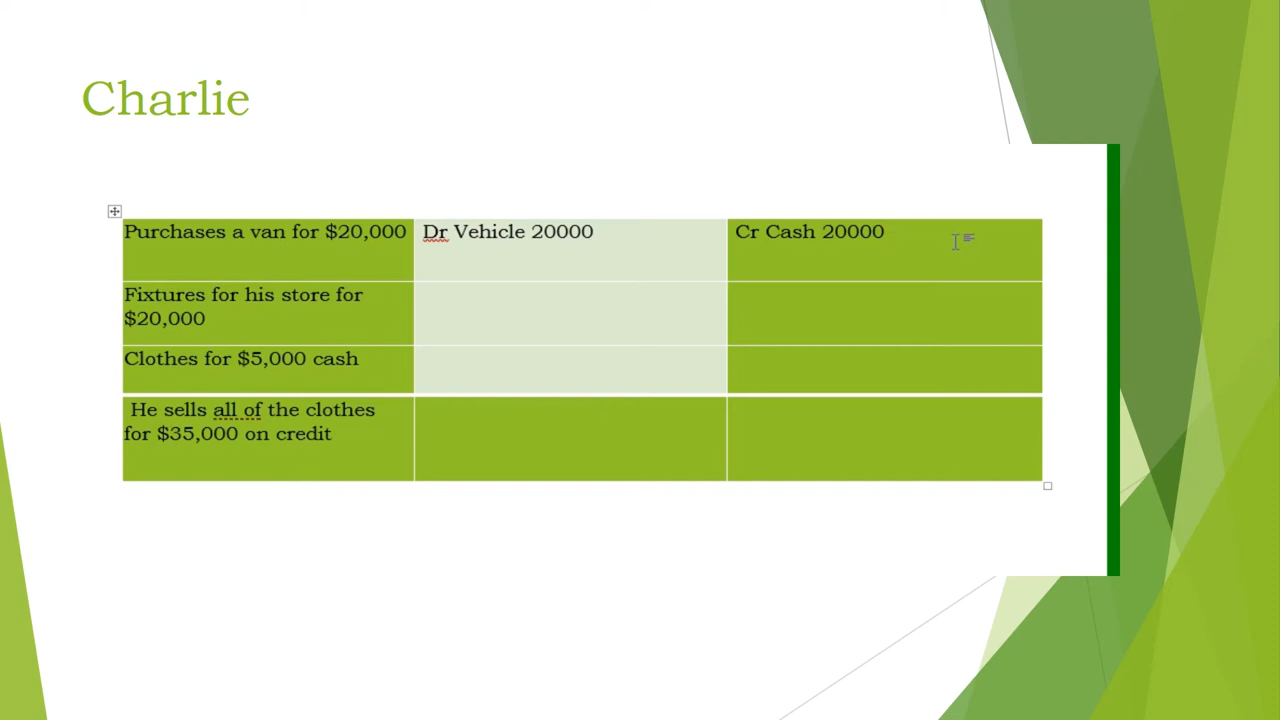 Charlie
Purchases a van for $20,000
Dr Vehicle 20000
Cr Cash 20000
Fixtures for his store for
$20,000
Clothes for $5,000 cash
He sells all of the clothes
for $35,000 on credit